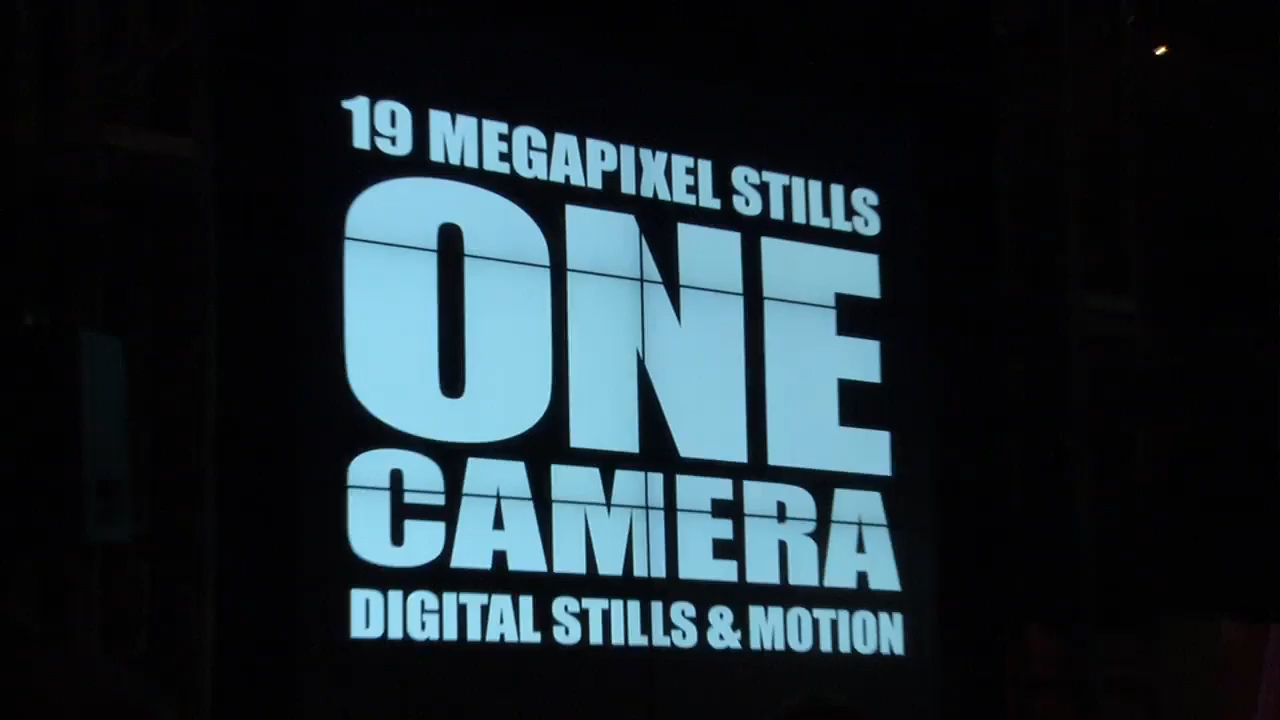 19 MEGAPIXEL STILLS
ONE
CAMERA
DIGITAL STILLS & MOTION